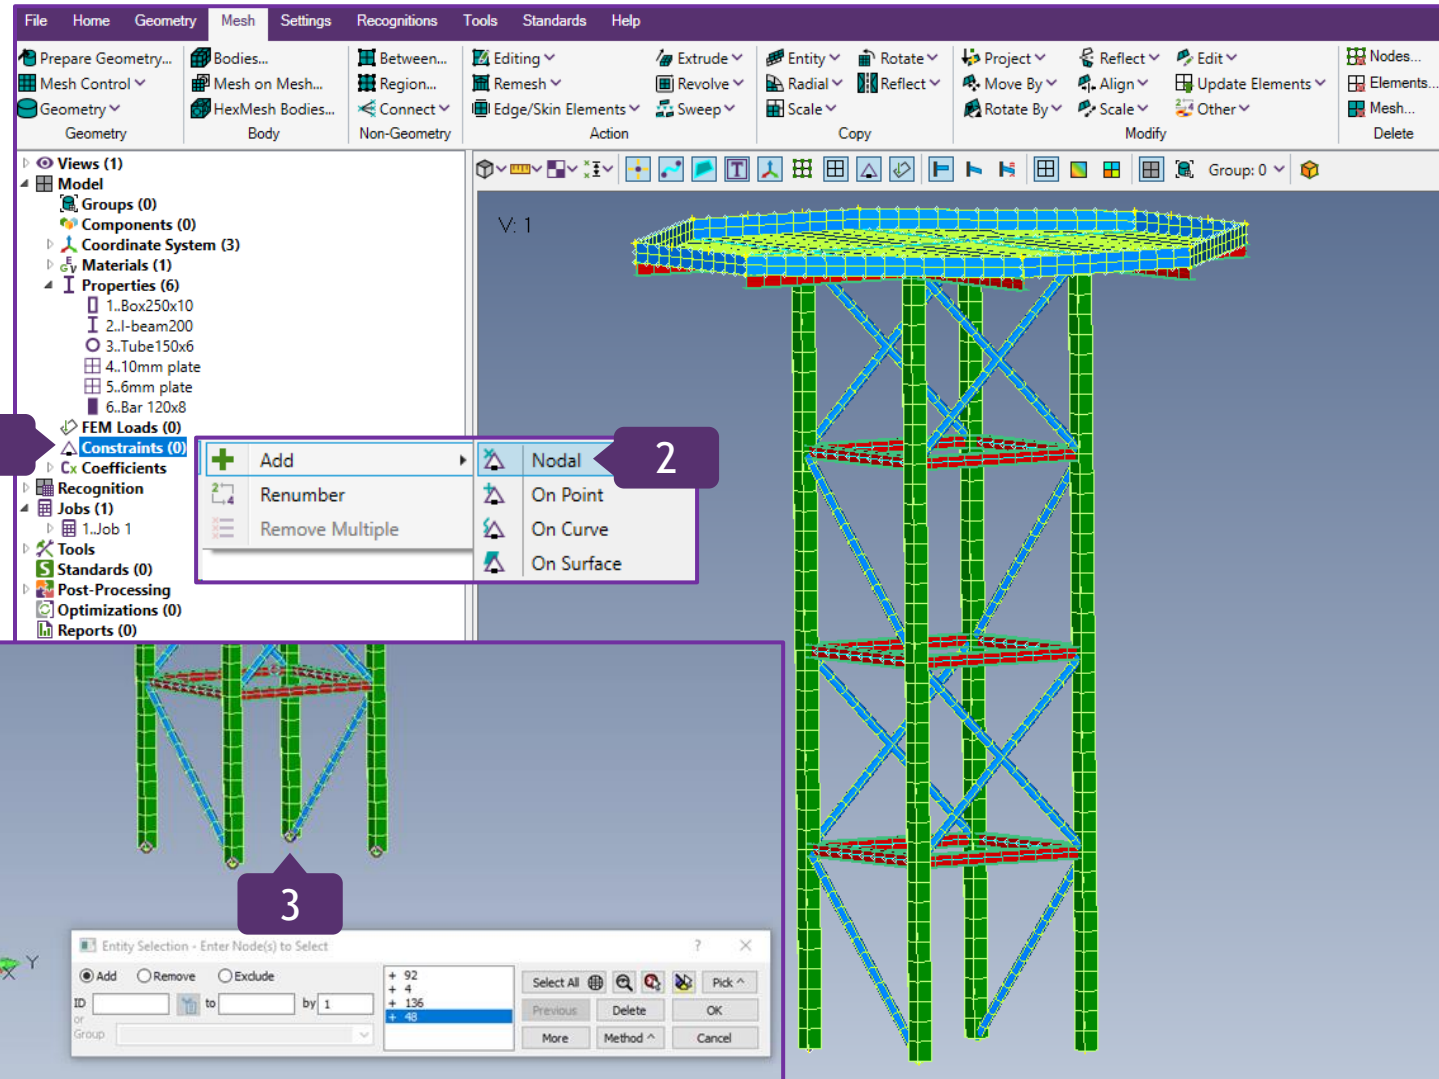 File Home Geometry Mesh Settings Recognitions Tools Standards Help
Prepare Geometry... Bodies... Between... Editing Extrude Entity Rotate Project Reflect Edit Nodes...
Mesh Control Mesh on Mesh... Region... Remesh Revolve Radial Reflect Move By Align Update Elements Elements...
Geometry HexMesh Bodies... Connect Edge/Skin Elements Sweep Scale Rotate By Scale Other Mesh...
Geometry Body Non-Geometry Action Copy Modify Delete
Views (1)
Model
Groups (0)
Components (0)
Coordinate System (3)
Materials (1)
Properties (6)
1..Box250x10
2..I-beam200
3..Tube150x6
4..10mm plate
5..6mm plate
6..Bar 120x8
FEM Loads (0)
Constraints (0)
Coefficients
Recognition
Jobs (1)
1..Job 1
Tools
Standards (0)
Post-Processing
Optimizations (0)
Reports (0)
Group: 0
V: 1
Add
Renumber
Remove Multiple
Nodal
On Point
On Curve
On Surface
2
3
Y
Entity Selection - Enter Node(s) to Select
Add Remove Exclude
ID to by 1
or
Group
+ 92
+ 4
+ 136
+ 48
Select All Pick ^
Previous Delete OK
More Method ^ Cancel